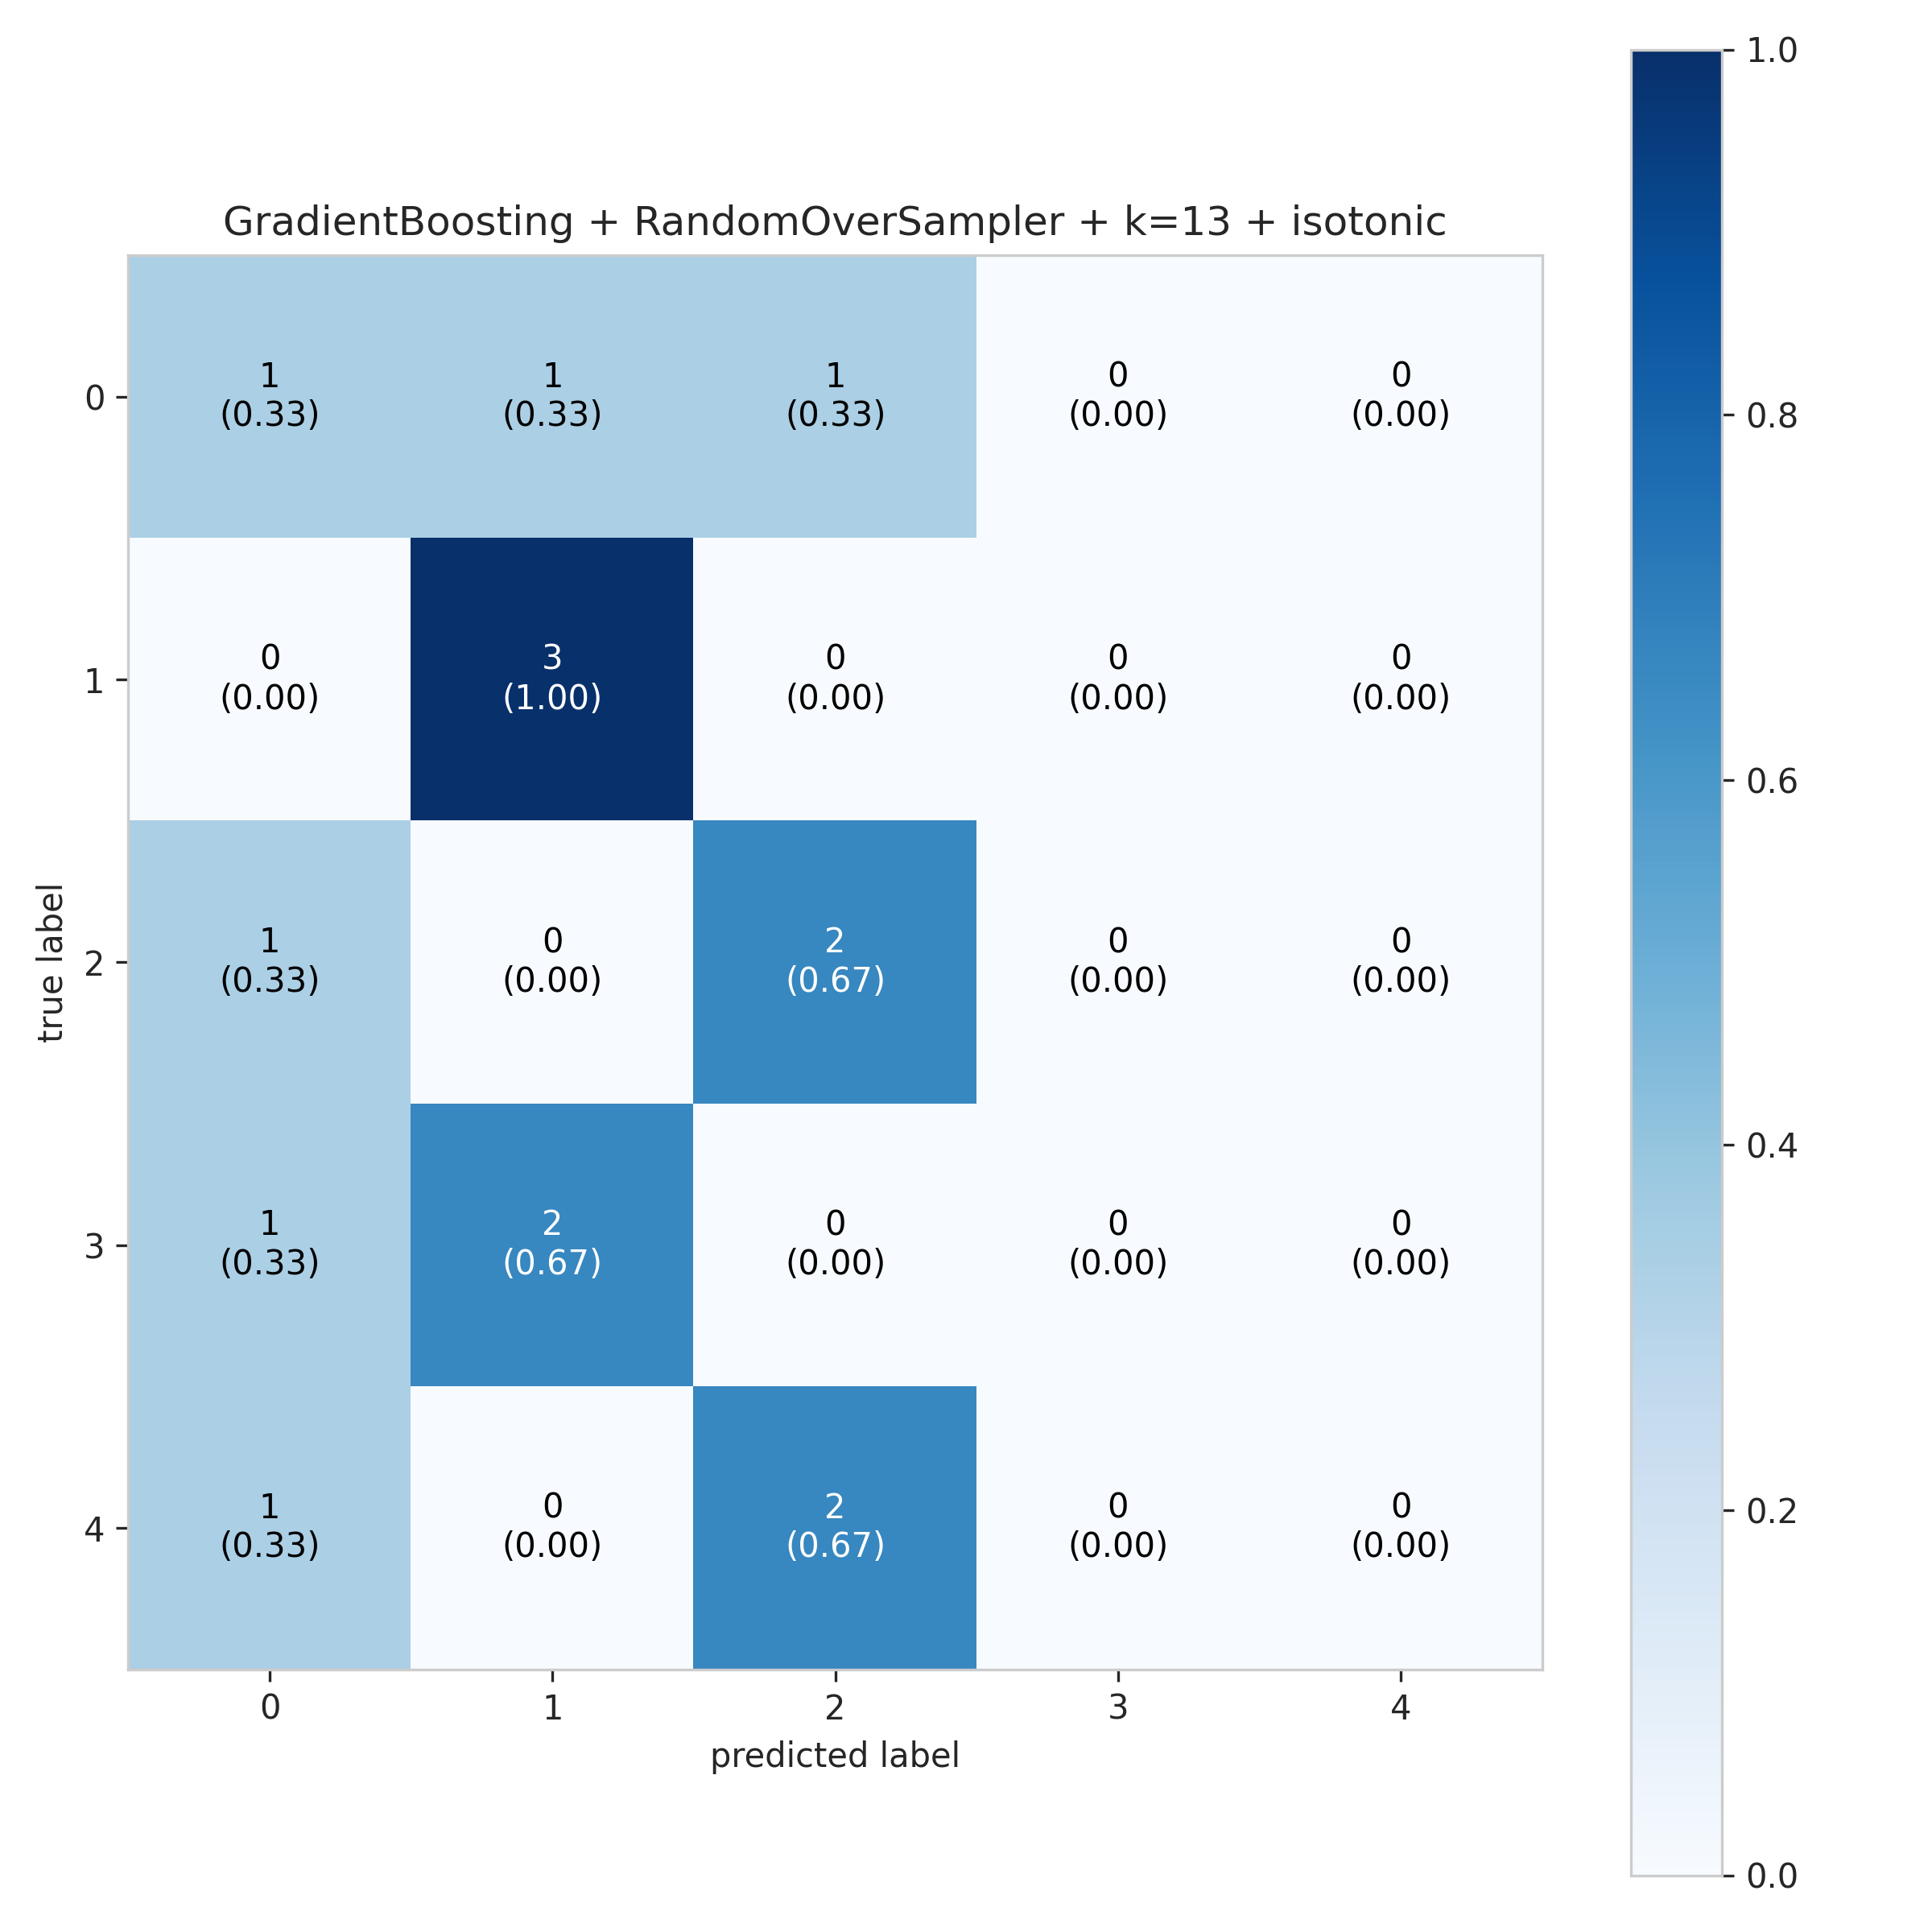 GradientBoosting + RandomOverSampler + k=13 + isotonic
1 1 1 0 0
(0.33) (0.33) (0.33) (0.00) (0.00)
0
0 3 0 0 0
(0.00) (1.00) (0.00) (0.00) (0.00)
1
1 0 2 0 0
(0.33) (0.00) (0.67) (0.00) (0.00)
2
1 2 0 0 0
(0.33) (0.67) (0.00) (0.00) (0.00)
3
1 0 2 0 0
(0.33) (0.00) (0.67) (0.00) (0.00)
4
true label
0 1 2 3 4
predicted label
1.0
0.8
0.6
0.4
0.2
0.0